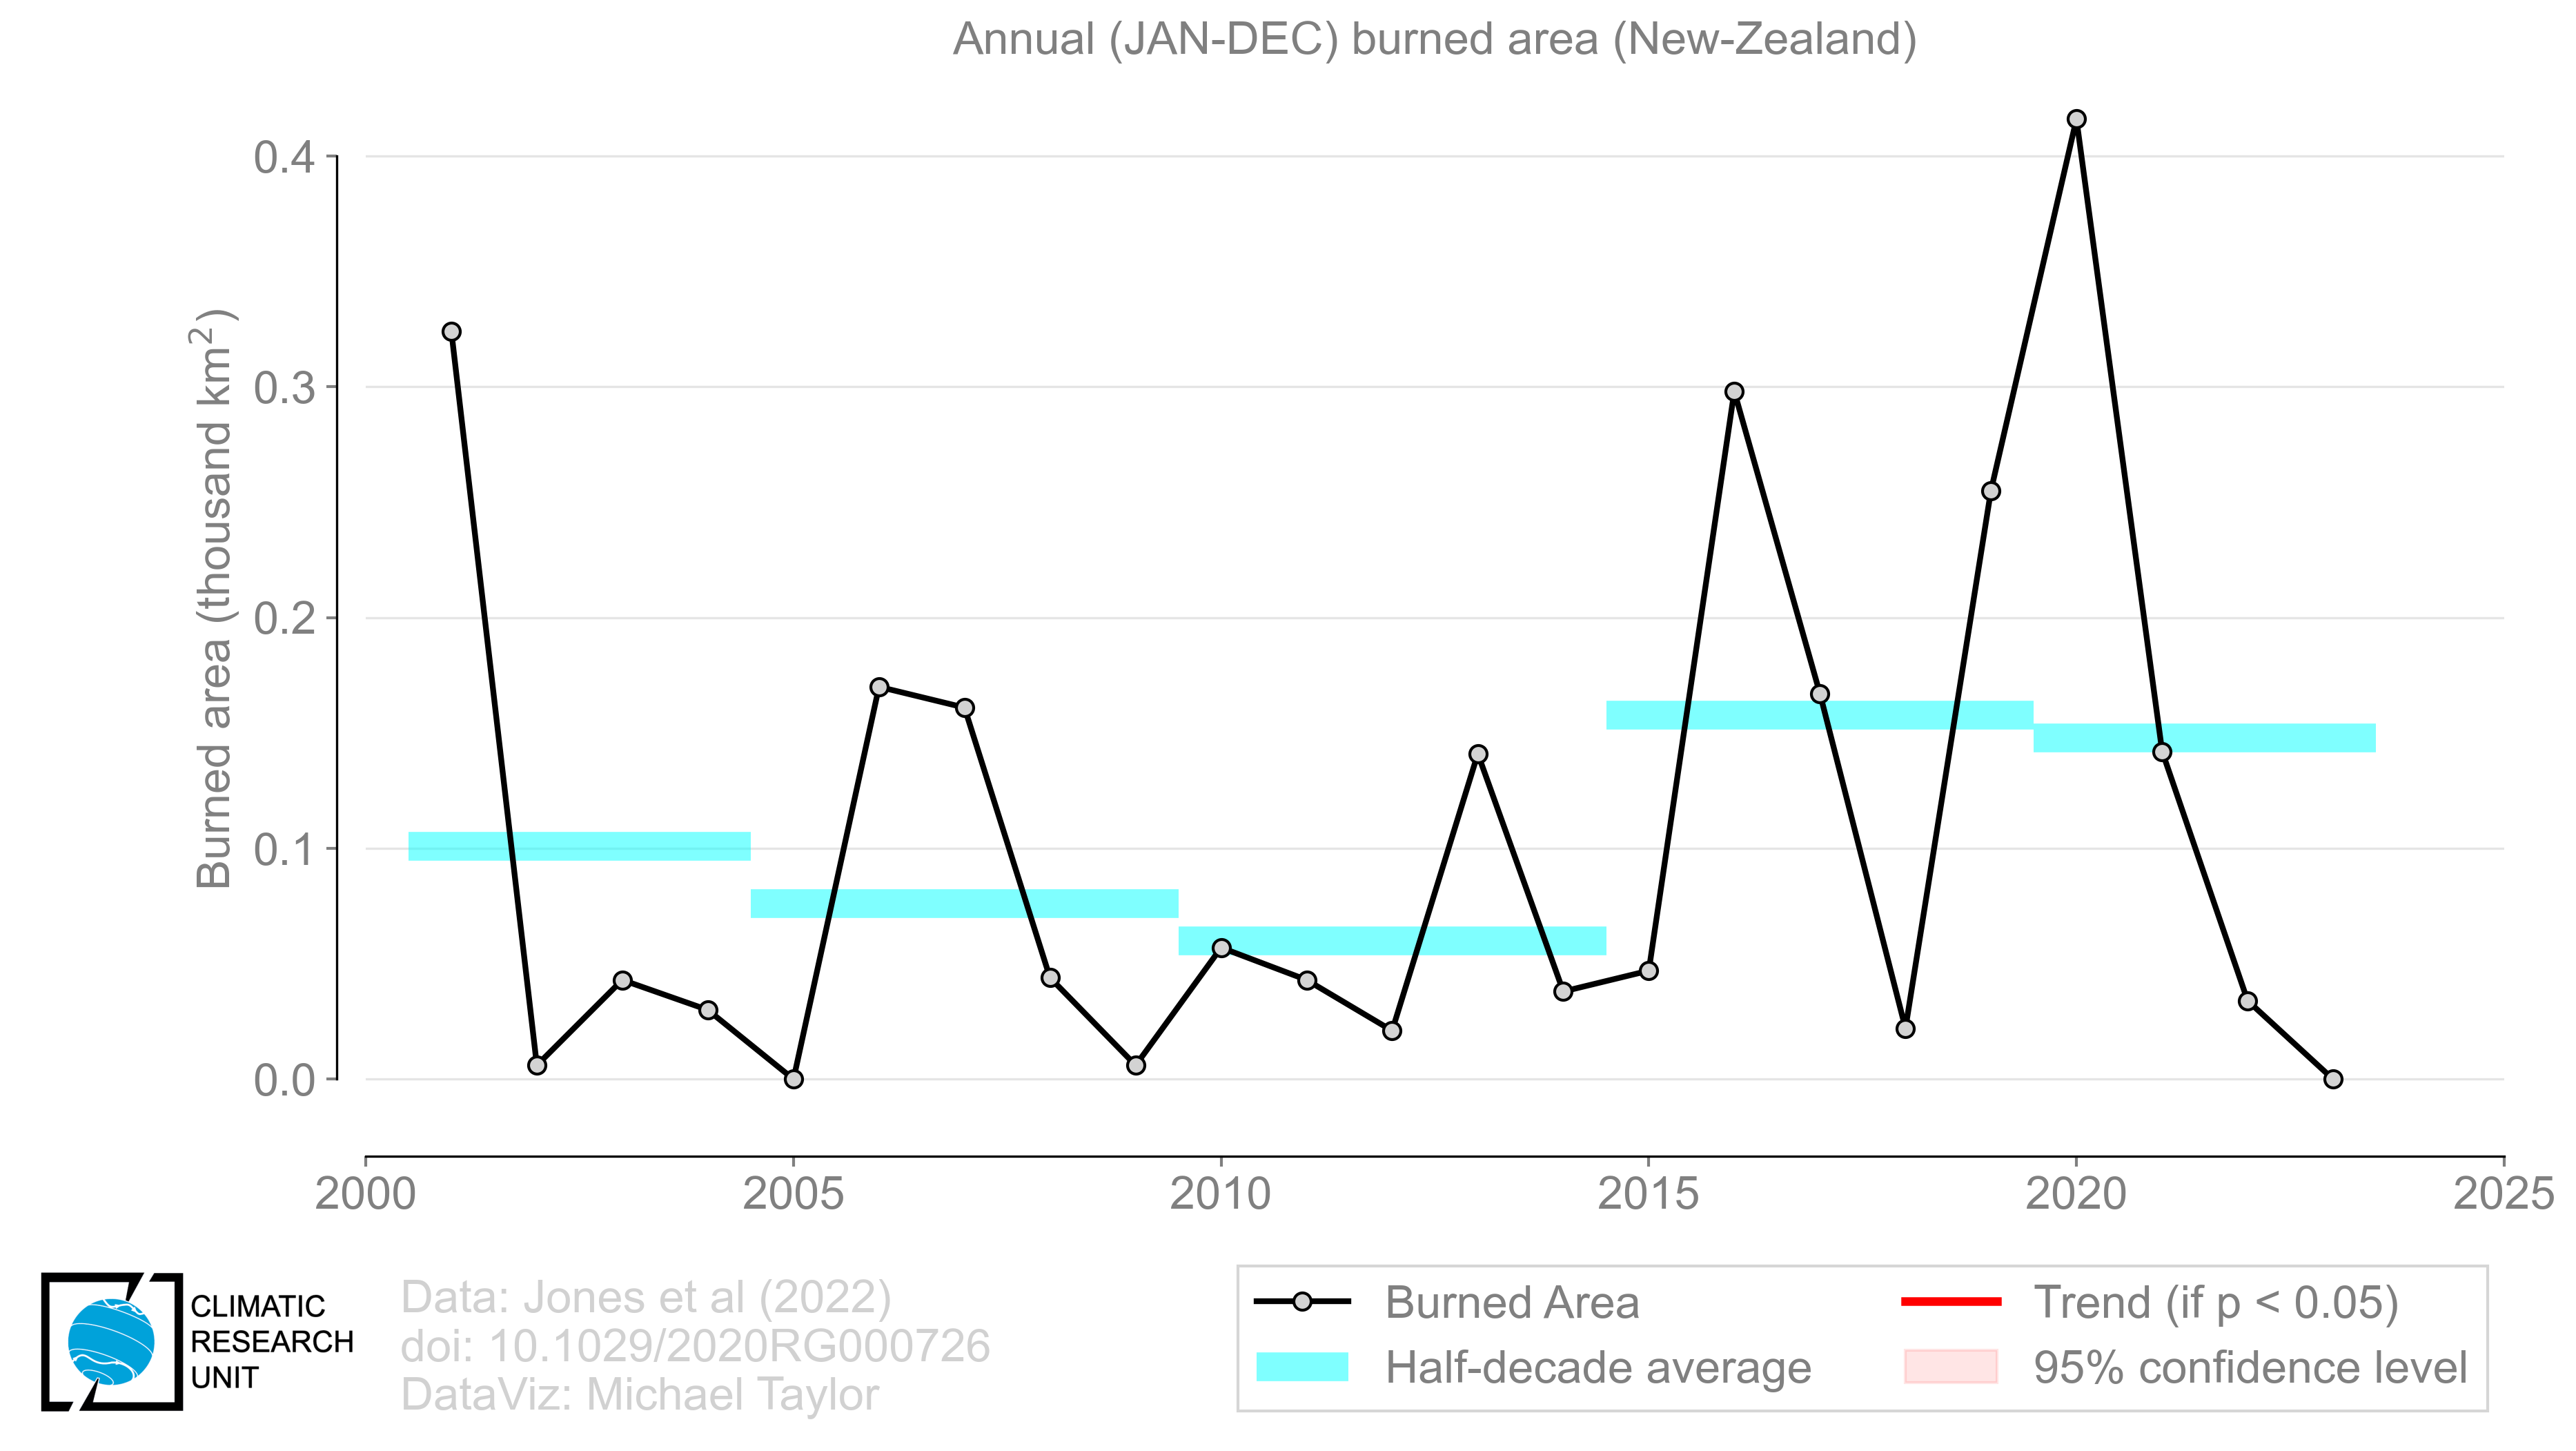 Annual (JAN-DEC) burned area (New-Zealand)
Burned area (thousand km²)
0.4
0.3
0.2
0.1
0.0
2000 2005 2010 2015 2020 2025
CLIMATIC
RESEARCH
UNIT
Data: Jones et al (2022)
doi: 10.1029/2020RG000726
DataViz: Michael Taylor
Burned Area
Half-decade average
Trend (if p < 0.05)
95% confidence level